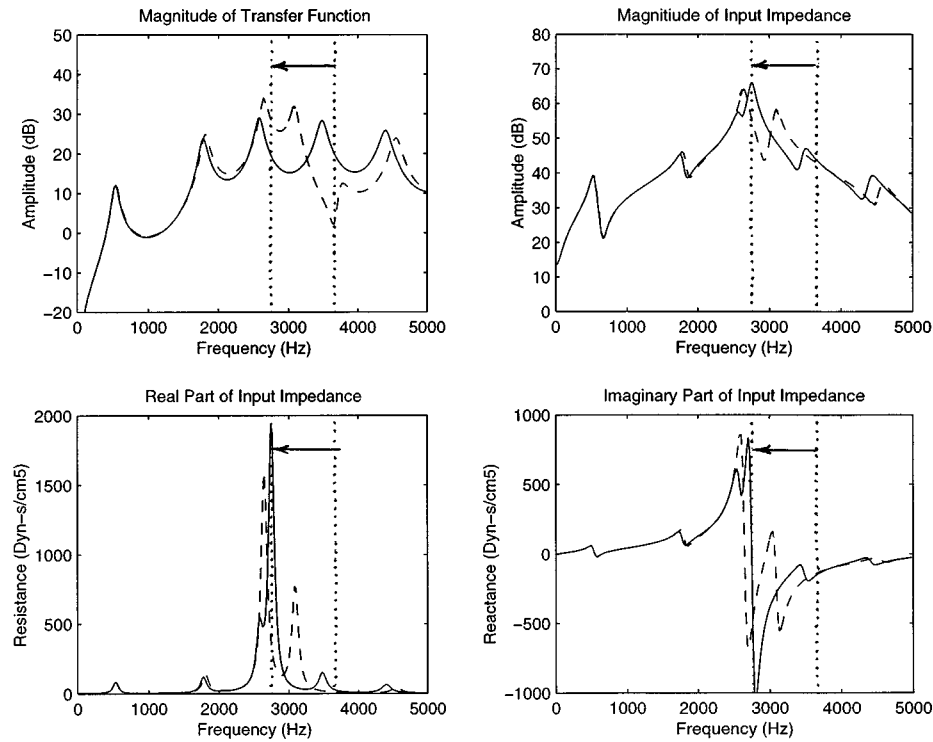 Magnitude of Transfer Function
50
40
30
20
10
0
−10
−20
Amplitude (dB)
0 1000 2000 3000 4000 5000
Frequency (Hz)
Magnitiude of Input Impedance
80
70
60
50
40
30
20
10
0
Amplitude (dB)
0 1000 2000 3000 4000 5000
Frequency (Hz)
Real Part of Input Impedance
2000
1500
1000
500
0
Resistance (Dyn−s/cm5)
0 1000 2000 3000 4000 5000
Frequency (Hz)
Imaginary Part of Input Impedance
1000
500
0
−500
−1000
Reactance (Dyn−s/cm5)
0 1000 2000 3000 4000 5000
Frequency (Hz)